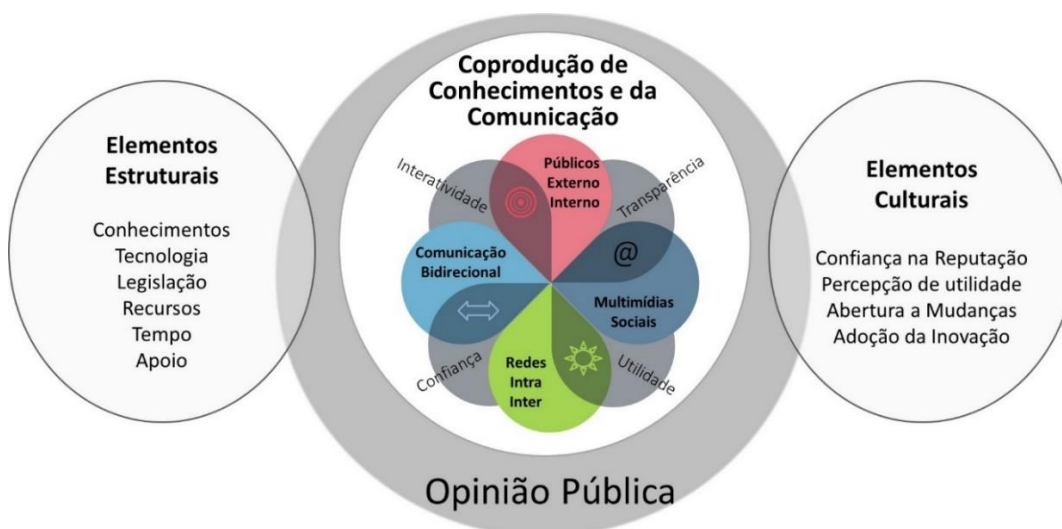 Elementos
Estruturais
Conhecimentos
Tecnologia
Legislação
Recursos
Tempo
Apoio
Coprodução de
Conhecimentos e da
Comunicação
Interatividade
Públicos
Externo
Interno
Transparência
@
Comunicação
Bidirecional
Multimídias
Sociais
Confiança
Redes
Intra
Inter
Utilidade
Opinião Pública
Elementos
Culturais
Confiança na Reputação
Percepção de utilidade
Abertura a Mudanças
Adoção da Inovação